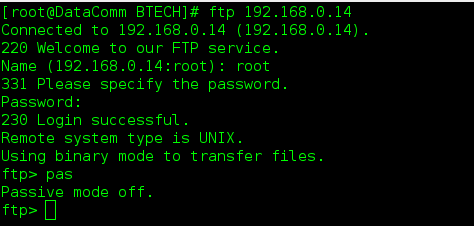 [root@DataComm BTECH]# ftp 192.168.0.14
Connected to 192.168.0.14 (192.168.0.14).
220 Welcome to our FTP service.
Name (192.168.0.14:root): root
331 Please specify the password.
Password:
230 Login successful.
Remote system type is UNIX.
Using binary mode to transfer files.
ftp> pas
Passive mode off.
ftp>